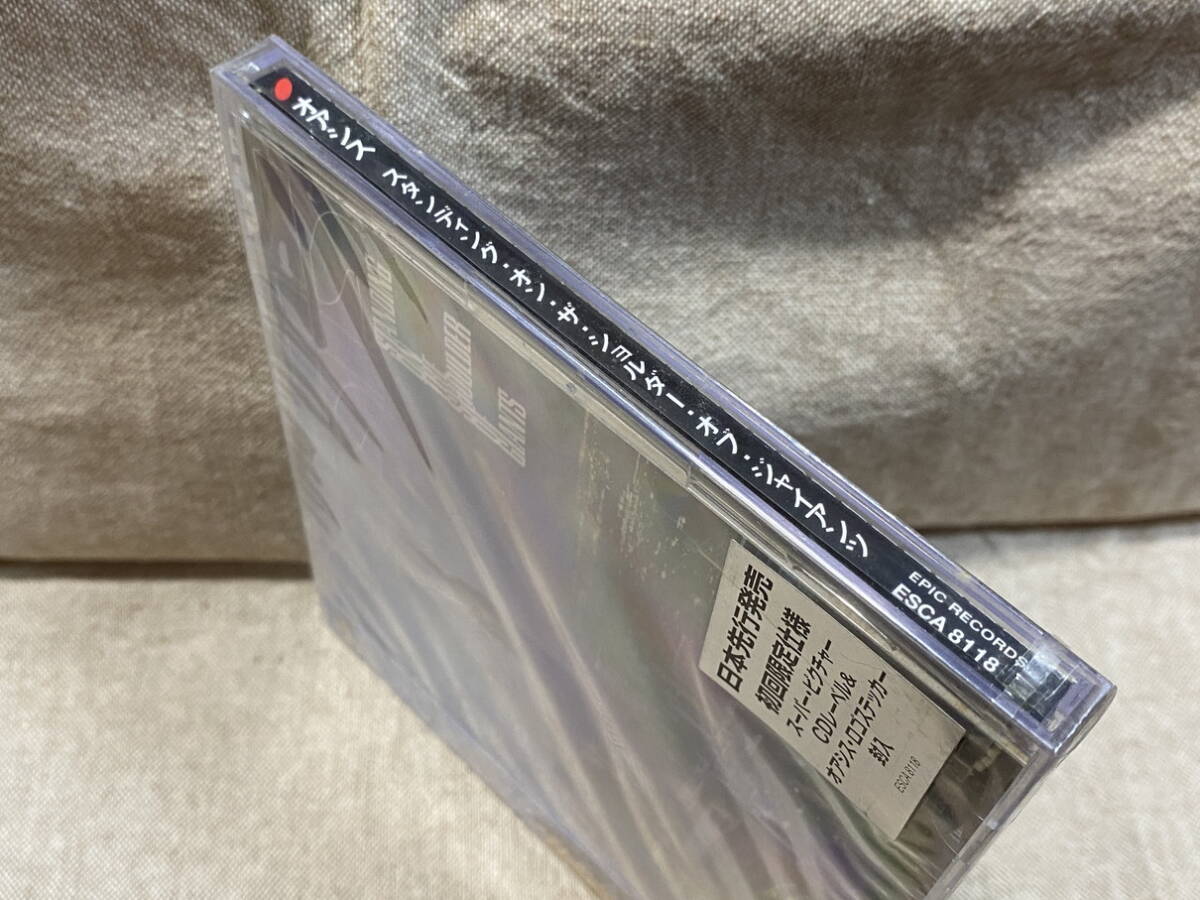 オアシス スタンディング・オン・ザ・ショルダー・オブ・ジャイアンツ
EPIC RECORDS
ESCA 8118
日本先行発売
初回限定仕様
スーパー・ピクチャー
CDレーベル&
オアシス・ロゴステッカー
封入
ESCA 8118